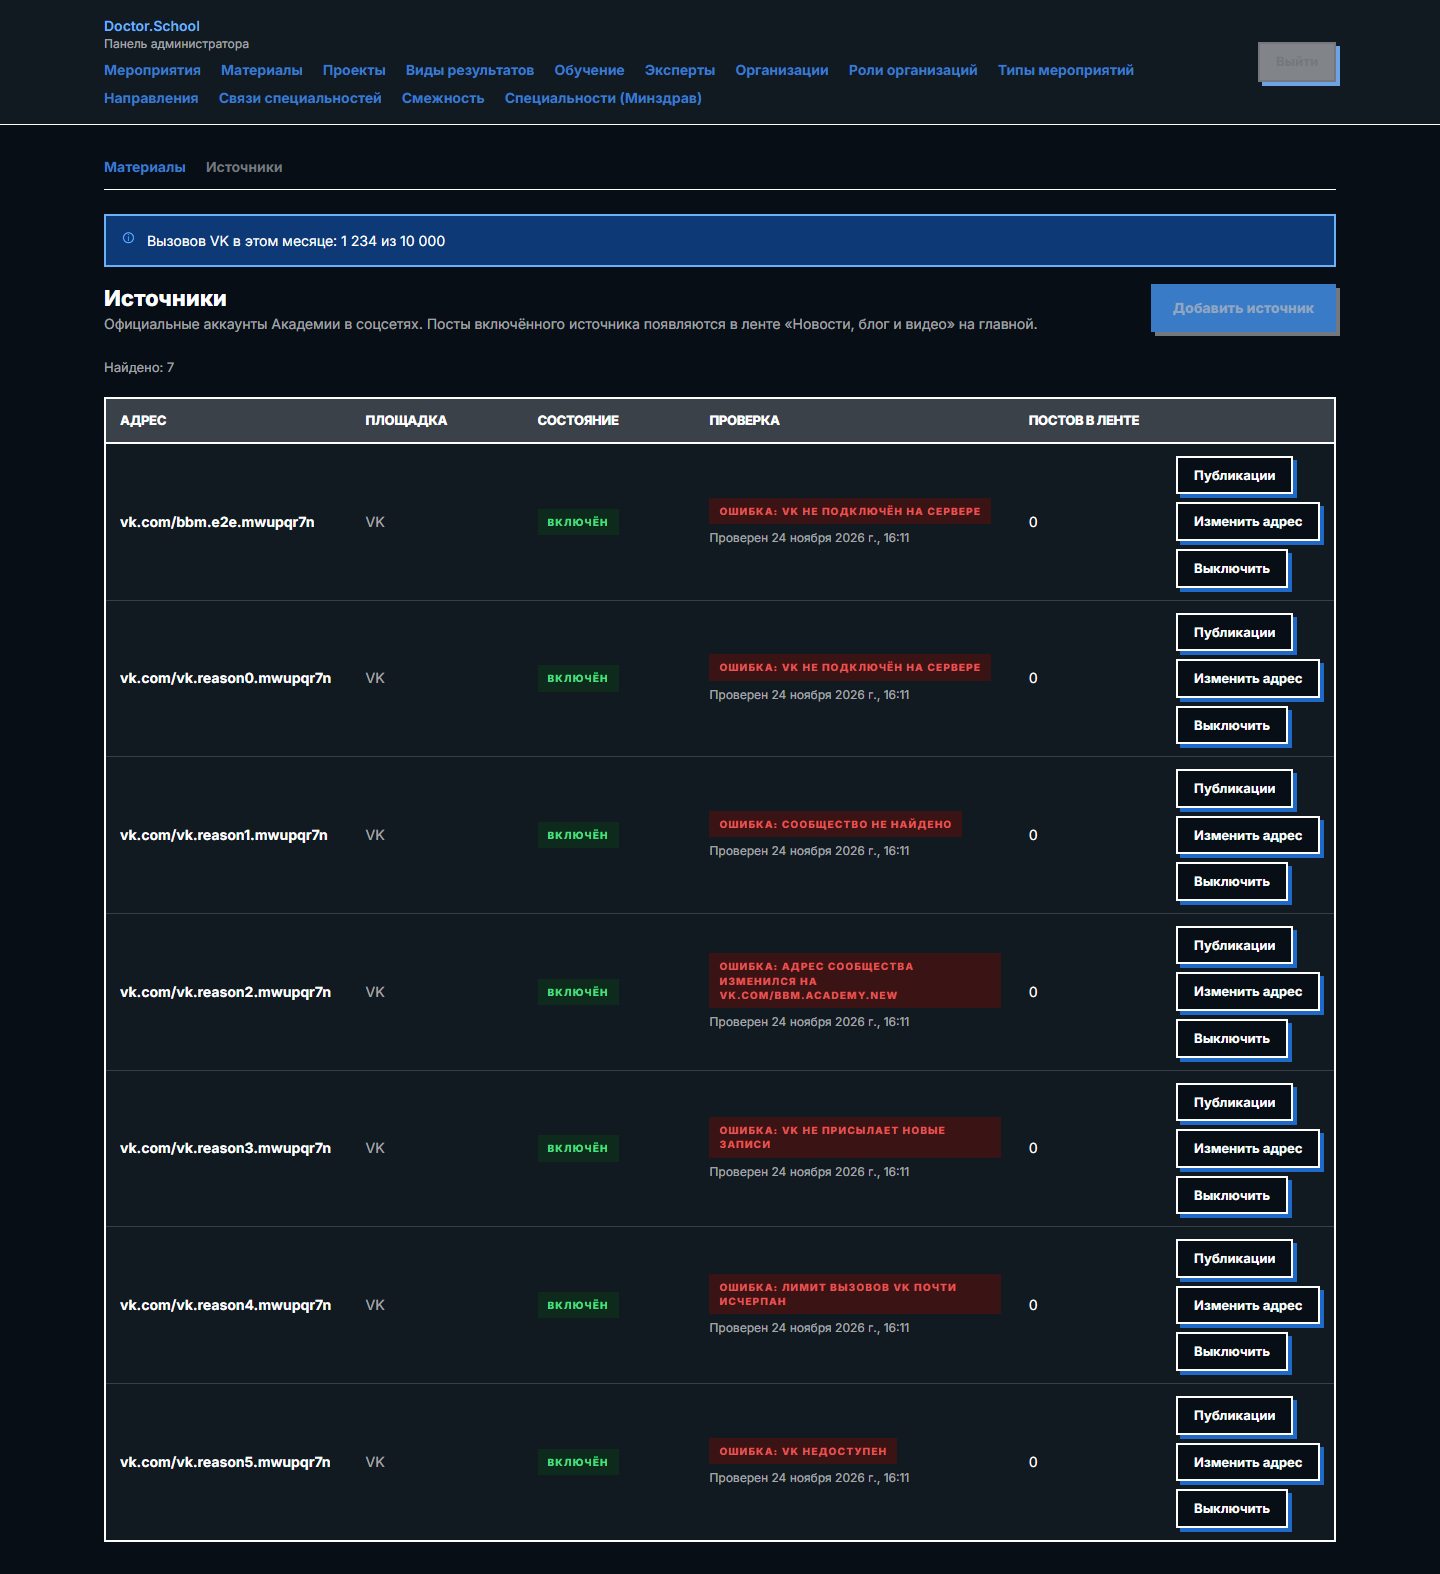 Doctor.School
Панель администратора
Мероприятия Материалы Проекты Виды результатов Обучение Эксперты Организации Роли организаций Типы мероприятий
Направления Связи специальностей Смежность Специальности (Минздрав)
Выйти
Материалы Источники
Вызовов VK в этом месяце: 1 234 из 10 000
Источники
Официальные аккаунты Академии в соцсетях. Посты включённого источника появляются в ленте «Новости, блог и видео» на главной.
Добавить источник
Найдено: 7
АДРЕС ПЛОЩАДКА СОСТОЯНИЕ ПРОВЕРКА ПОСТОВ В ЛЕНТЕ
vk.com/bbm.e2e.mwupqr7n VK ВКЛЮЧЁН
ОШИБКА: VK НЕ ПОДКЛЮЧЁН НА СЕРВЕРЕ
Проверен 24 ноября 2026 г., 16:11
0
Публикации
Изменить адрес
Выключить
vk.com/vk.reason0.mwupqr7n VK ВКЛЮЧЁН
ОШИБКА: VK НЕ ПОДКЛЮЧЁН НА СЕРВЕРЕ
Проверен 24 ноября 2026 г., 16:11
0
Публикации
Изменить адрес
Выключить
vk.com/vk.reason1.mwupqr7n VK ВКЛЮЧЁН
ОШИБКА: СООБЩЕСТВО НЕ НАЙДЕНО
Проверен 24 ноября 2026 г., 16:11
0
Публикации
Изменить адрес
Выключить
vk.com/vk.reason2.mwupqr7n VK ВКЛЮЧЁН
ОШИБКА: АДРЕС СООБЩЕСТВА
ИЗМЕНИЛСЯ НА
VK.COM/BBM.ACADEMY.NEW
Проверен 24 ноября 2026 г., 16:11
0
Публикации
Изменить адрес
Выключить
vk.com/vk.reason3.mwupqr7n VK ВКЛЮЧЁН
ОШИБКА: VK НЕ ПРИСЫЛАЕТ НОВЫЕ
ЗАПИСИ
Проверен 24 ноября 2026 г., 16:11
0
Публикации
Изменить адрес
Выключить
vk.com/vk.reason4.mwupqr7n VK ВКЛЮЧЁН
ОШИБКА: ЛИМИТ ВЫЗОВОВ VK ПОЧТИ
ИСЧЕРПАН
Проверен 24 ноября 2026 г., 16:11
0
Публикации
Изменить адрес
Выключить
vk.com/vk.reason5.mwupqr7n VK ВКЛЮЧЁН
ОШИБКА: VK НЕДОСТУПЕН
Проверен 24 ноября 2026 г., 16:11
0
Публикации
Изменить адрес
Выключить